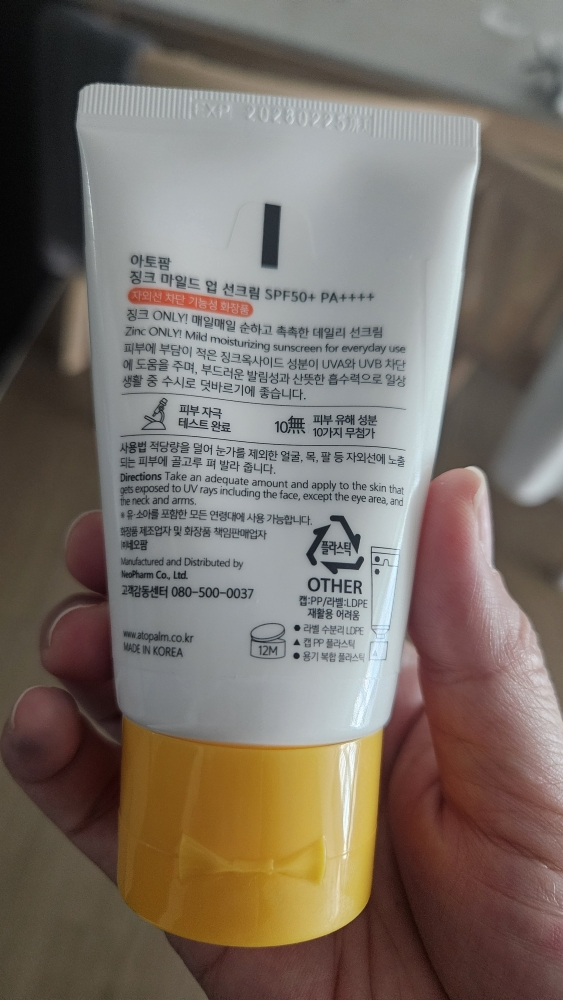 EXP 20280225
아토팜
징크 마일드 업 선크림 SPF50+ PA++++
자외선 차단 기능성 화장품
징크 ONLY! 매일매일 순하고 촉촉한 데일리 선크림
Zinc ONLY! Mild moisturizing sunscreen for everyday use
피부에 부담이 적은 징크옥사이드 성분이 UVA와 UVB 차단
에 도움을 주며, 부드러운 발림성과 산뜻한 흡수력으로 일상
생활 중 수시로 덧바르기에 좋습니다.
피부 자극
테스트 완료
10無
피부 유해 성분
10가지 무첨가
사용법 적당량을 덜어 눈가를 제외한 얼굴, 목, 팔 등 자외선에 노출
되는 피부에 골고루 펴 발라 줍니다.
Directions Take an adequate amount and apply to the skin that
gets exposed to UV rays including the face, except the eye area, and
the neck and arms.
* 유·소아를 포함한 모든 연령대에 사용 가능합니다.
화장품 제조업자 및 화장품 책임판매업자
㈜네오팜
Manufactured and Distributed by
NeoPharm Co., Ltd.
고객감동센터 080-500-0037
www.atopalm.co.kr
MADE IN KOREA
12M
플라스틱
OTHER
캡:PP/라벨:LDPE
재활용 어려움
● 라벨 수분리 LDPE
▲ 캡 PP 플라스틱
● 용기 복합 플라스틱